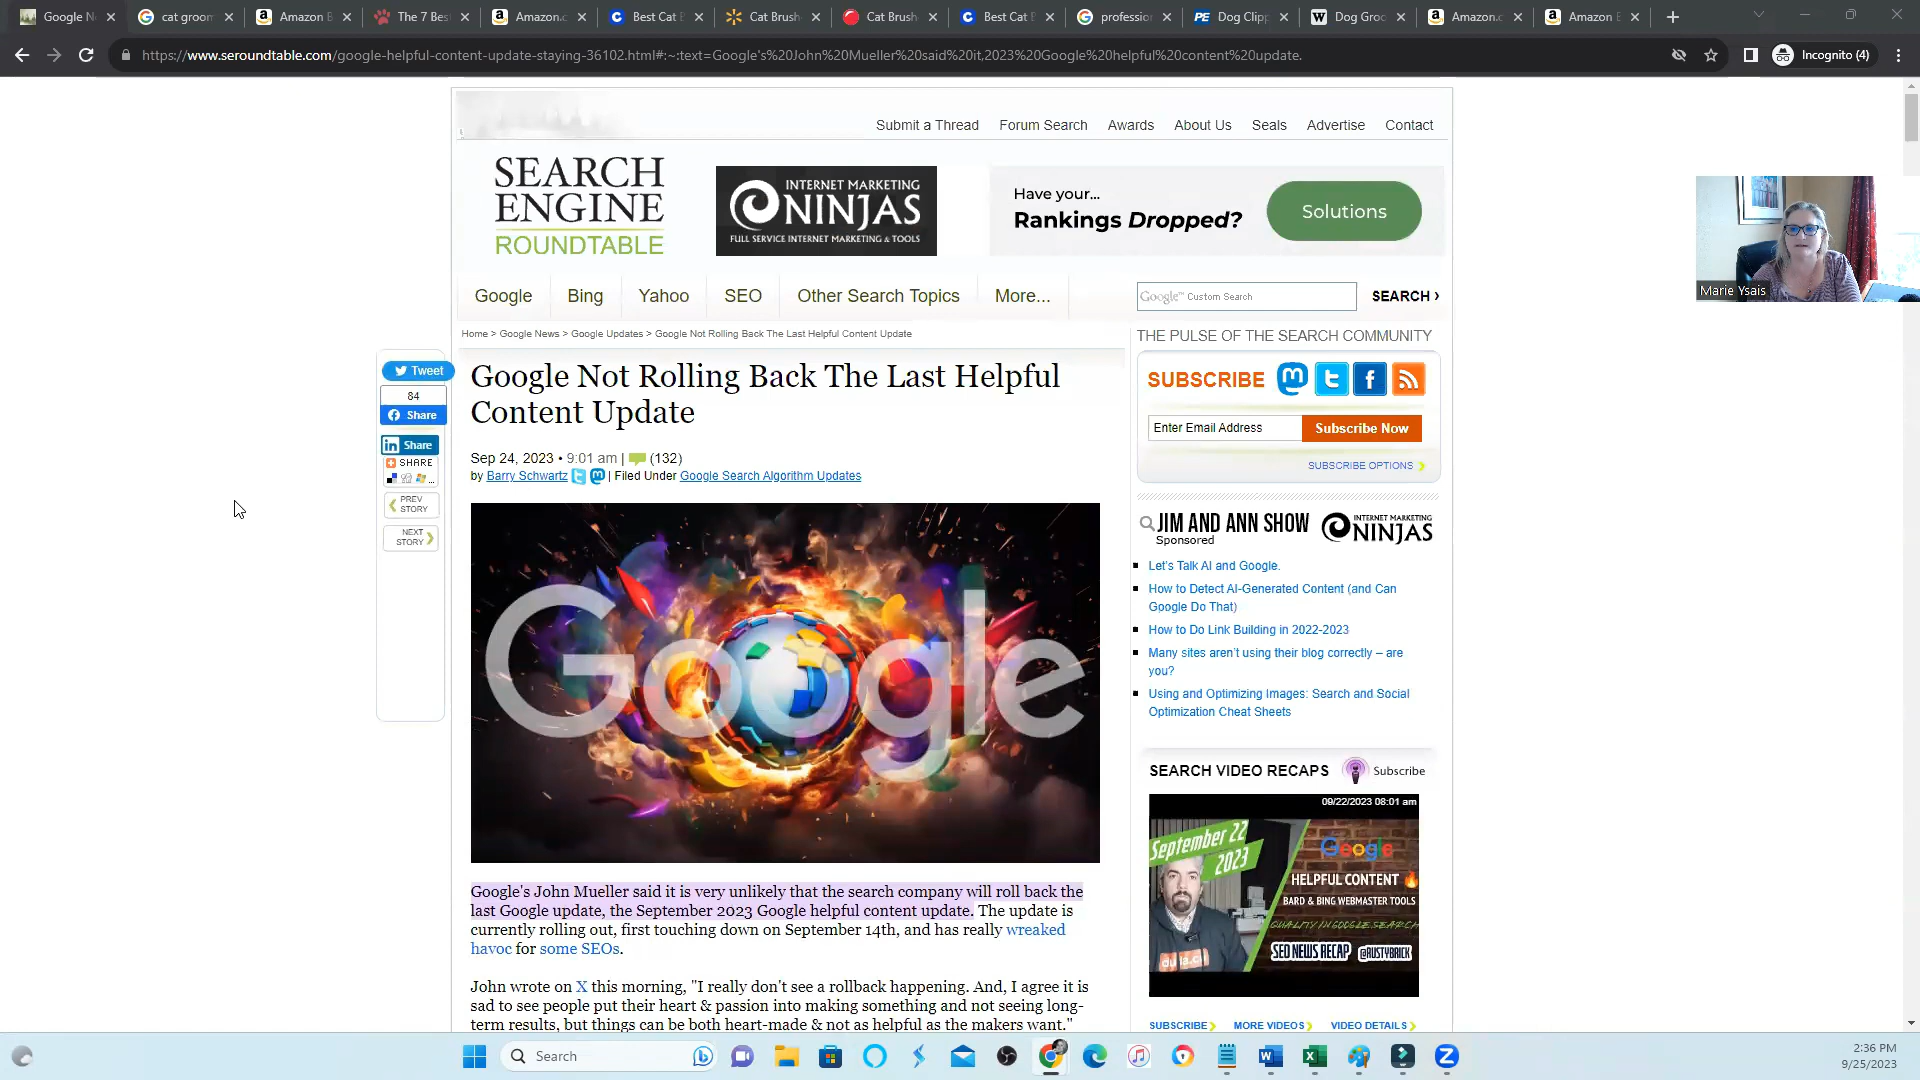 Google N
cat groom
Amazon B
The 7 Bes
Amazon.c
Best Cat B
Cat Brush
Cat Brush
Best Cat B
profession
Dog Clipp
Dog Groo
Amazon.c
Amazon B
https://www.seroundtable.com/google-helpful-content-update-staying-36102.html#:~:text=Google's%20John%20Mueller%20said%20it,2023%20Google%20helpful%20content%20update.
Incognito (4)
Submit a Thread Forum Search Awards About Us Seals Advertise Contact
SEARCH
ENGINE
ROUNDTABLE
INTERNET MARKETING
NINJAS
FULL SERVICE INTERNET MARKETING & TOOLS
Have your...
Rankings Dropped?
Solutions
Marie Ysais
Google Bing Yahoo SEO Other Search Topics More...
Google™ Custom Search
SEARCH ›
Home > Google News > Google Updates > Google Not Rolling Back The Last Helpful Content Update
THE PULSE OF THE SEARCH COMMUNITY
Tweet
84
Share
Share
SHARE
PREV
STORY
NEXT
STORY
Google Not Rolling Back The Last Helpful
Content Update
Sep 24, 2023 • 9:01 am | (132)
by Barry Schwartz | Filed Under Google Search Algorithm Updates
Google
Google's John Mueller said it is very unlikely that the search company will roll back the
last Google update, the September 2023 Google helpful content update. The update is
currently rolling out, first touching down on September 14th, and has really wreaked
havoc for some SEOs.
John wrote on X this morning, "I really don't see a rollback happening. And, I agree it is
sad to see people put their heart & passion into making something and not seeing long-
term results, but things can be both heart-made & not as helpful as the makers want."
SUBSCRIBE
Enter Email Address
Subscribe Now
SUBSCRIBE OPTIONS
JIM AND ANN SHOW
Sponsored
INTERNET MARKETING
NINJAS
Let's Talk AI and Google.
How to Detect AI-Generated Content (and Can
Google Do That)
How to Do Link Building in 2022-2023
Many sites aren't using their blog correctly – are
you?
Using and Optimizing Images: Search and Social
Optimization Cheat Sheets
SEARCH VIDEO RECAPS
Subscribe
09/22/2023 08:01 am
September 22
2023
Google
HELPFUL CONTENT
BARD & BING WEBMASTER TOOLS
QUALITY IN GOOGLE SEARCH
SEO NEWS RECAP @RUSTYBRICK
SUBSCRIBE MORE VIDEOS VIDEO DETAILS
Search
2:36 PM
9/25/2023